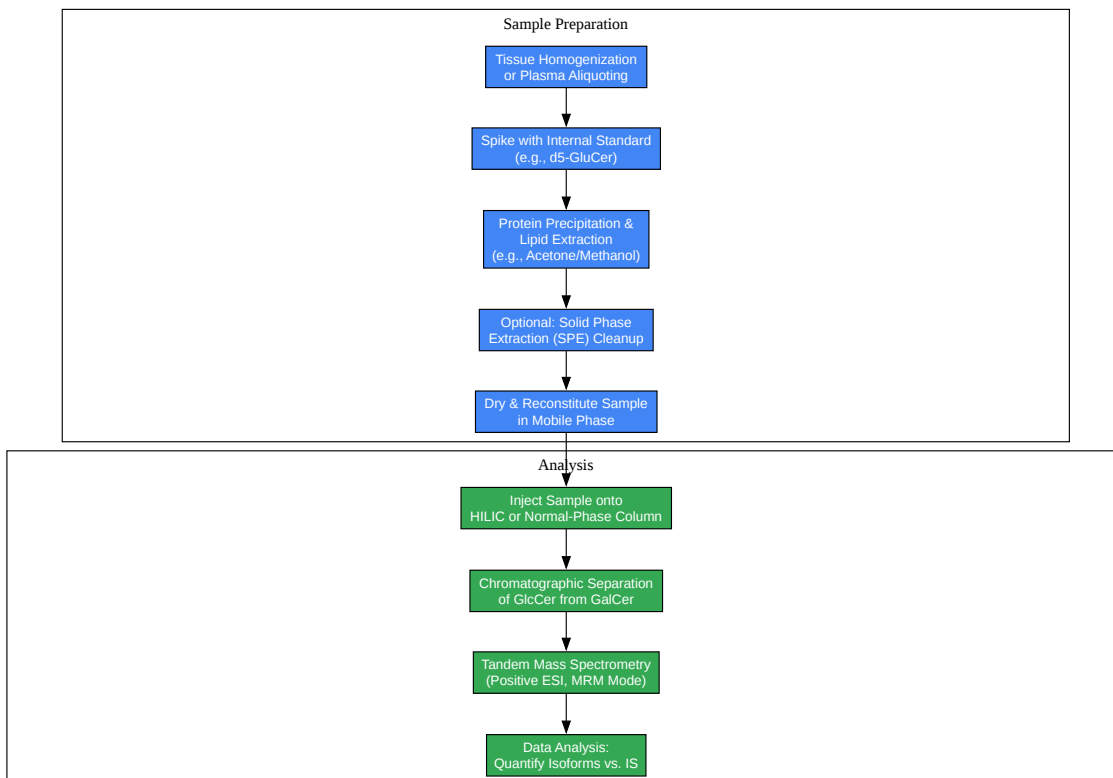 Sample Preparation
Tissue Homogenization
or Plasma Aliquoting
Spike with Internal Standard
(e.g., d5-GluCer)
Protein Precipitation &
Lipid Extraction
(e.g., Acetone/Methanol)
Optional: Solid Phase
Extraction (SPE) Cleanup
Dry & Reconstitute Sample
in Mobile Phase
Analysis
Inject Sample onto
HILIC or Normal-Phase Column
Chromatographic Separation
of GlcCer from GalCer
Tandem Mass Spectrometry
(Positive ESI, MRM Mode)
Data Analysis:
Quantify Isoforms vs. IS